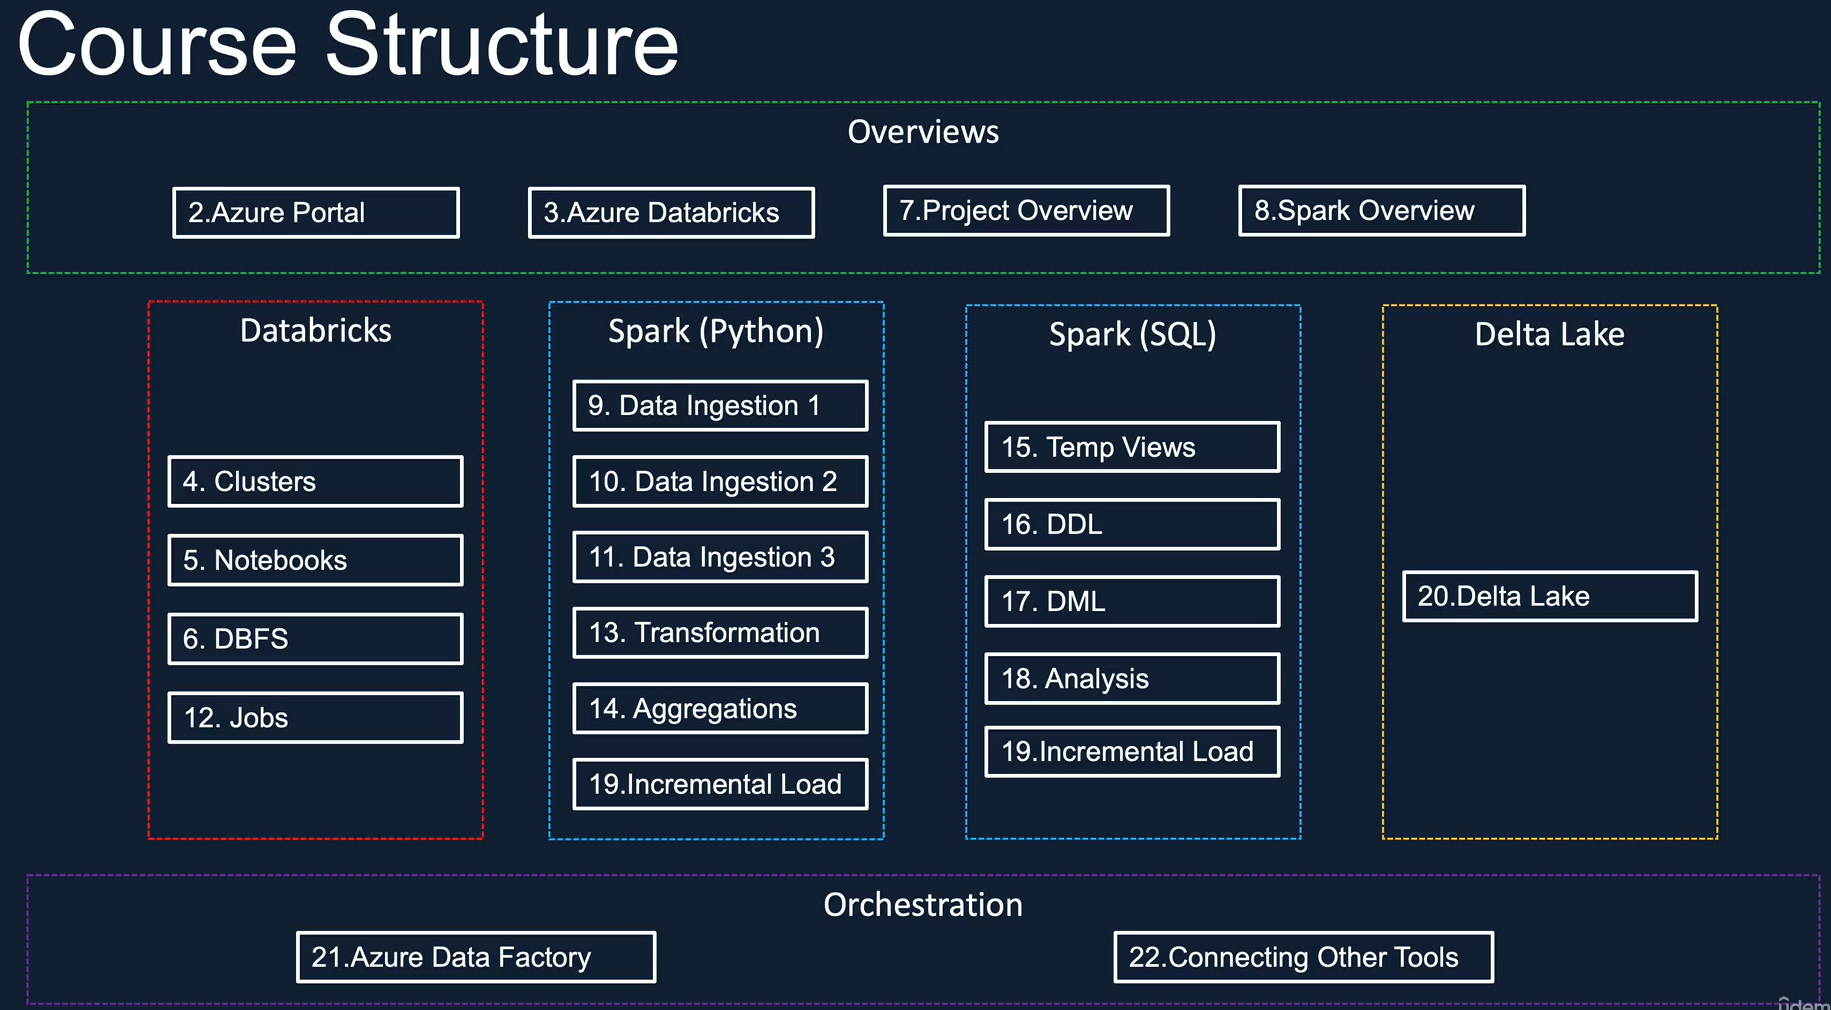 Course Structure
Overviews
2.Azure Portal
3.Azure Databricks
7.Project Overview
8.Spark Overview
Databricks
4. Clusters
5. Notebooks
6. DBFS
12. Jobs
Spark (Python)
9. Data Ingestion 1
10. Data Ingestion 2
11. Data Ingestion 3
13. Transformation
14. Aggregations
19.Incremental Load
Spark (SQL)
15. Temp Views
16. DDL
17. DML
18. Analysis
19.Incremental Load
Delta Lake
20.Delta Lake
Orchestration
21.Azure Data Factory
22.Connecting Other Tools